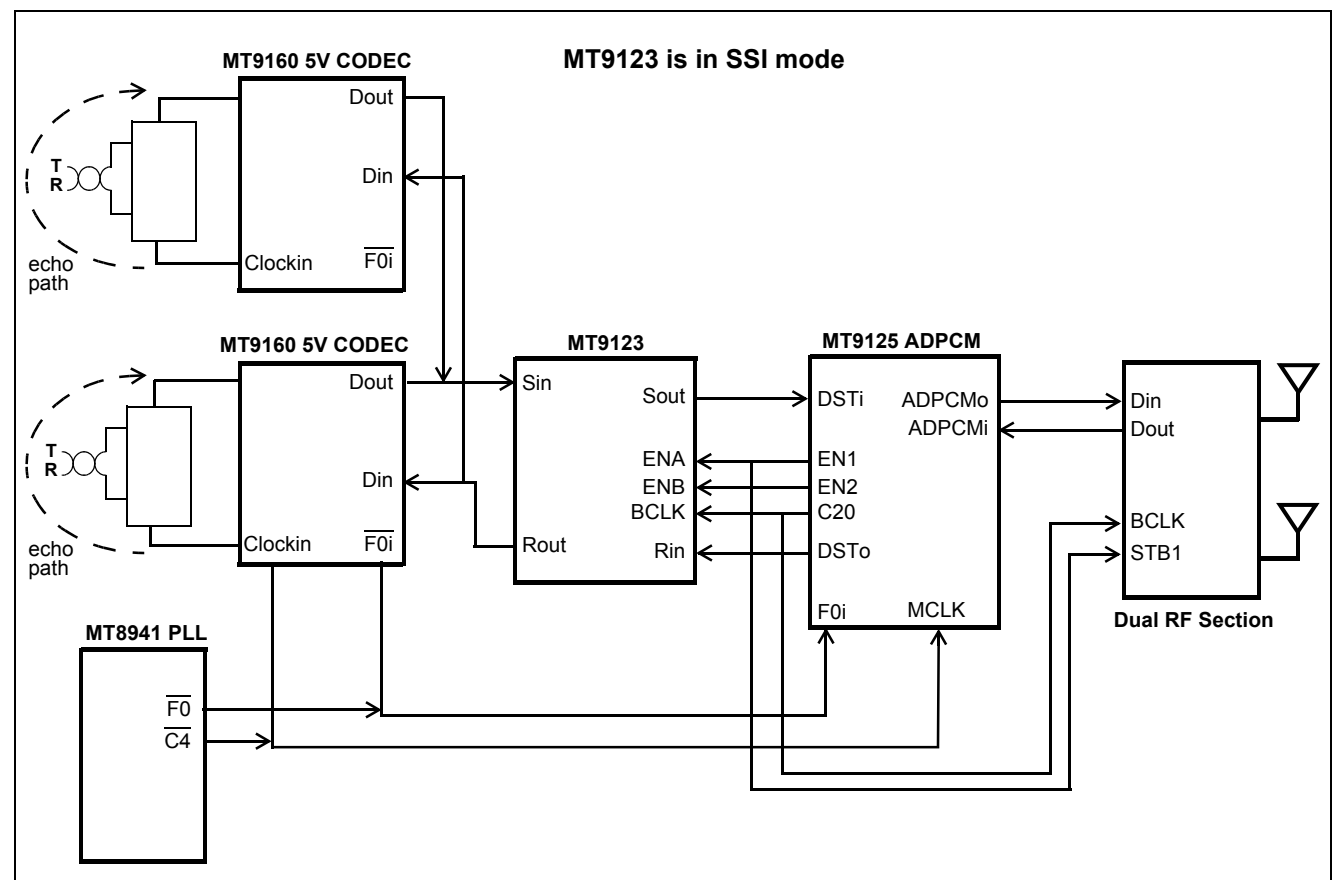 MT9123 is in SSI mode
MT9160 5V CODEC
Dout
Din
Clockin
F0i
T
R
echo
path
MT9160 5V CODEC
Dout
Din
Clockin
F0i
T
R
echo
path
MT9123
Sin
Sout
ENA
ENB
BCLK
Rin
Rout
MT9125 ADPCM
DSTi
ADPCMo
ADPCMi
EN1
EN2
C20
DSTo
F0i
MCLK
Din
Dout
BCLK
STB1
Dual RF Section
MT8941 PLL
F0
C4